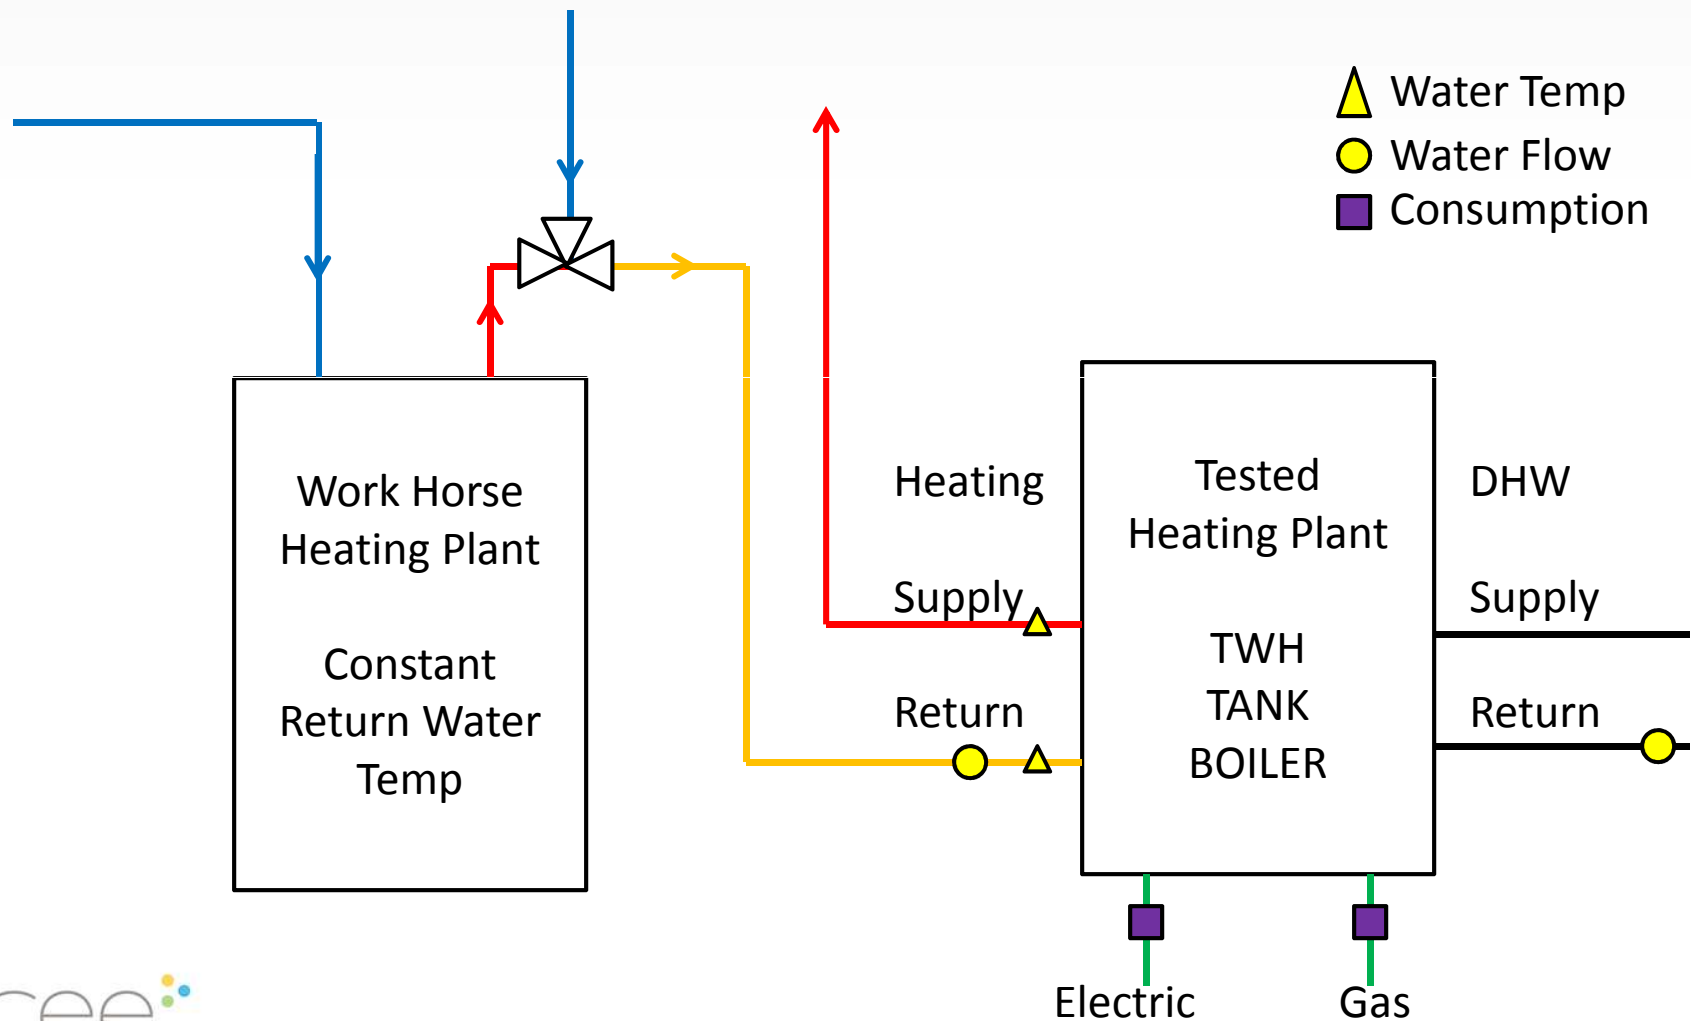 Water Temp
Water Flow
Consumption
Work Horse
Heating Plant
Constant
Return Water
Temp
Heating
Supply
Return
Tested
Heating Plant
TWH
TANK
BOILER
DHW
Supply
Return
Electric
Gas